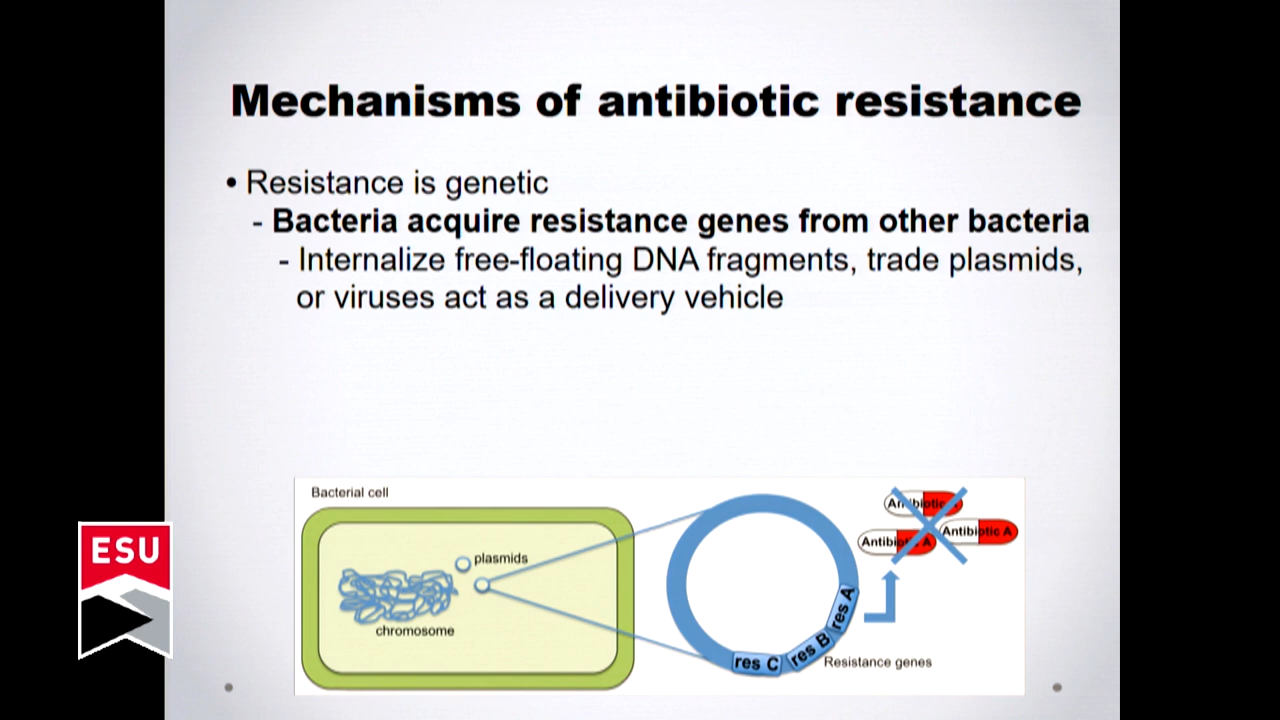 Mechanisms of antibiotic resistance
• Resistance is genetic
- Bacteria acquire resistance genes from other bacteria
- Internalize free-floating DNA fragments, trade plasmids,
or viruses act as a delivery vehicle
Bacterial cell
plasmids
chromosome
Antibiotic A
Antibiotic A
Antibiotic A
res A
res B
res C
Resistance genes
ESU